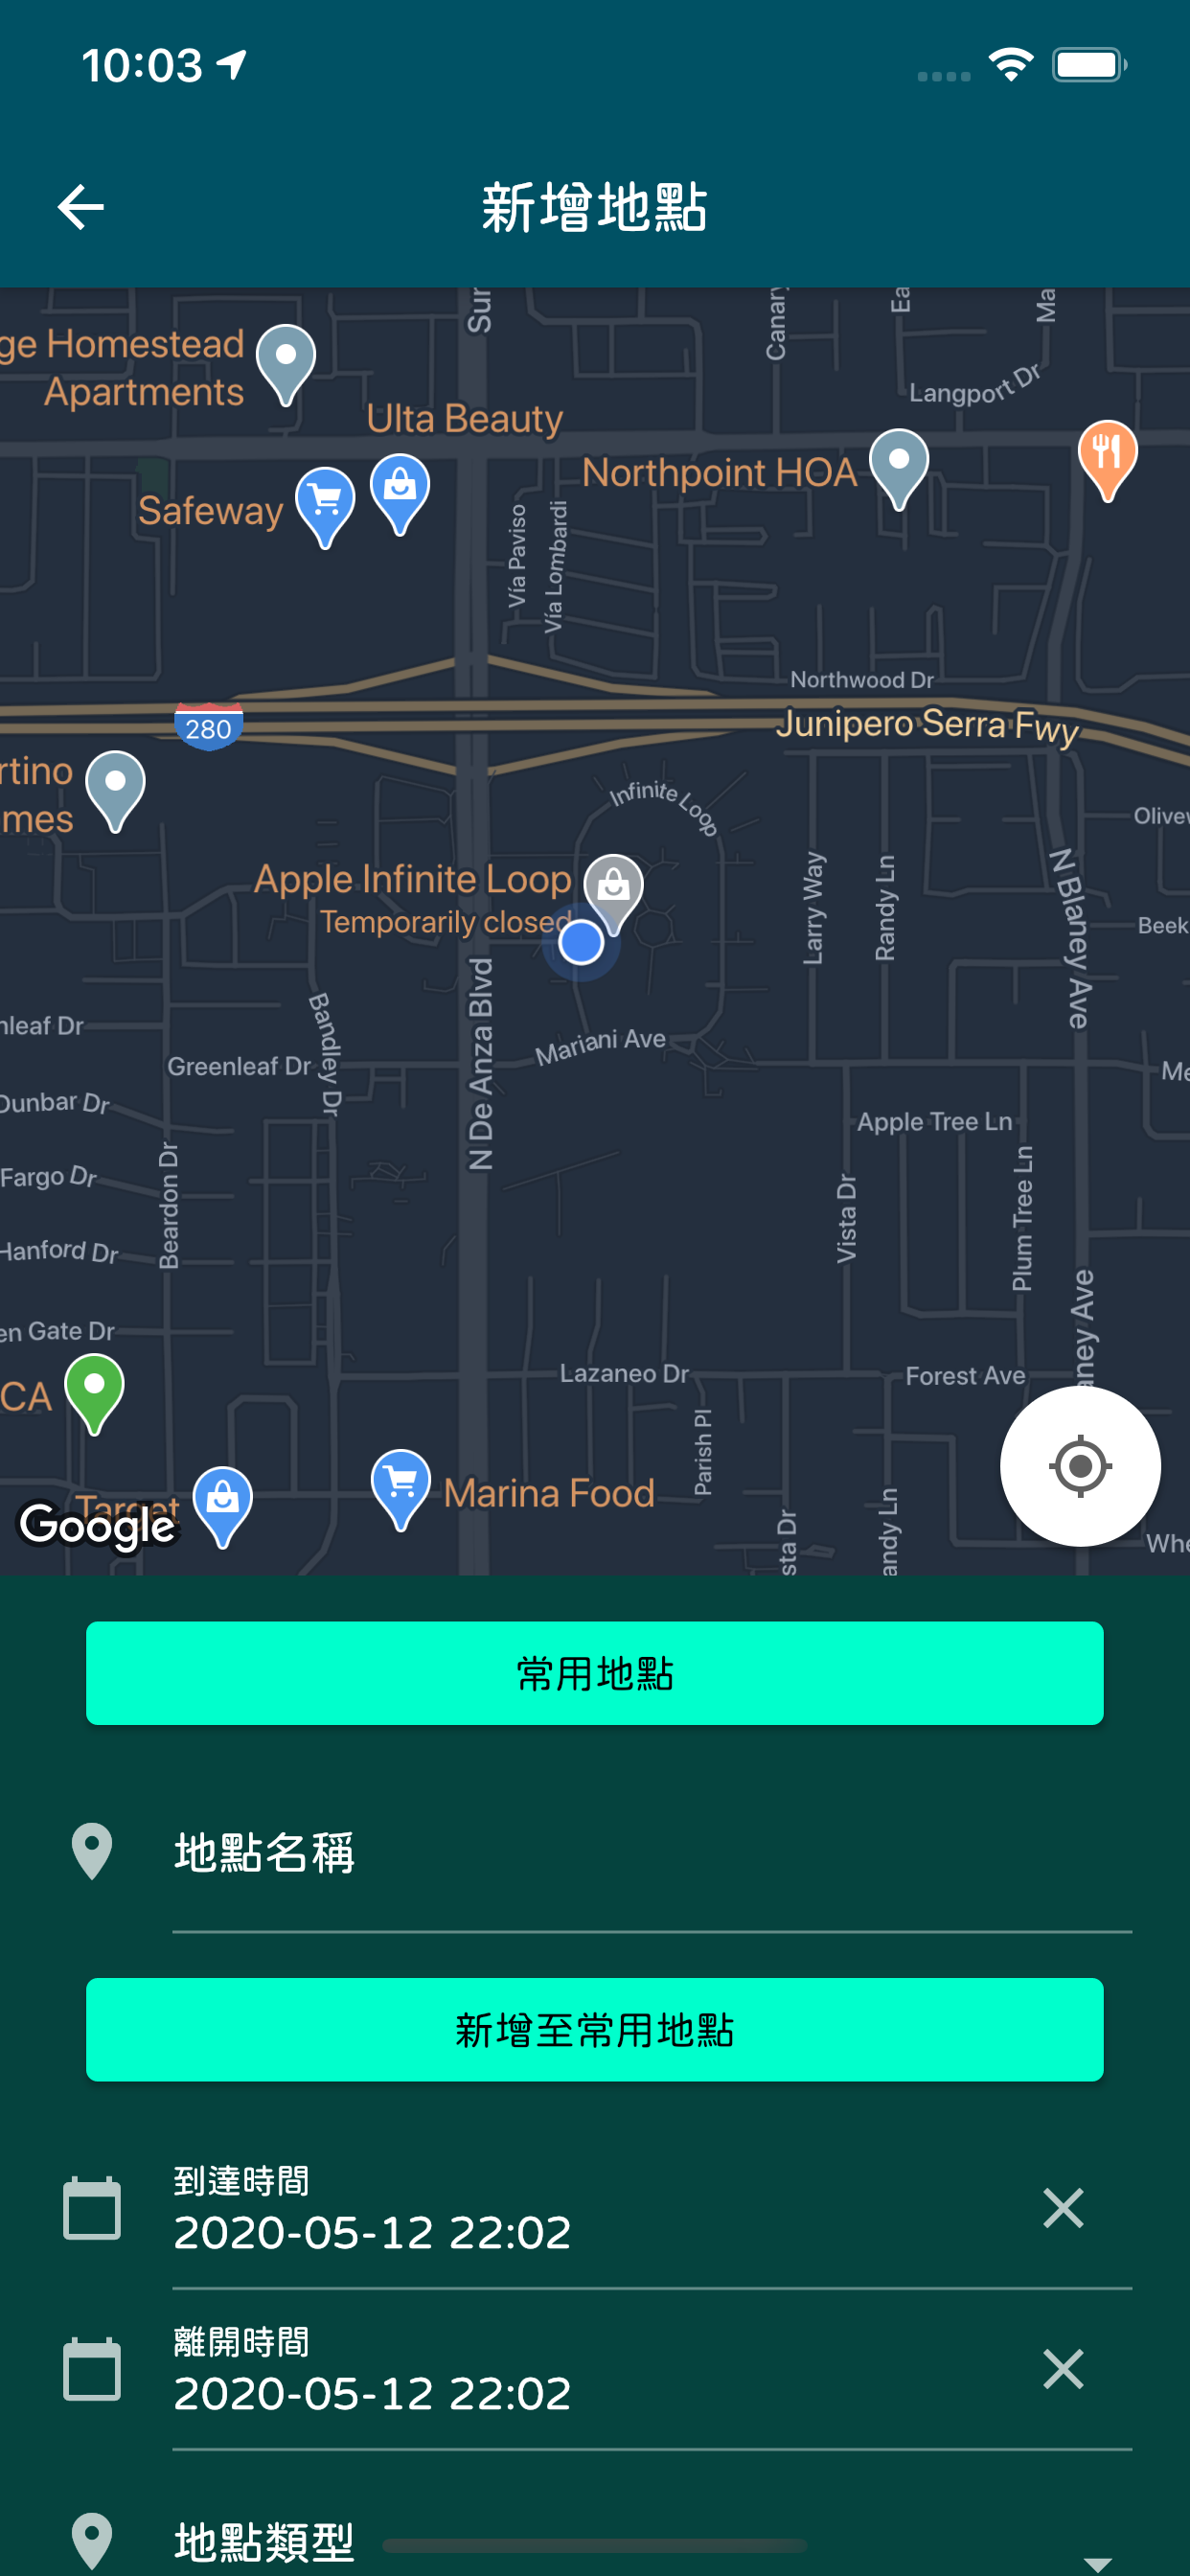 10:03
新增地點
ge Homestead
Apartments
Sur
Canary
Ea
Ma
Langport Dr
Ulta Beauty
Northpoint HOA
Safeway
Vía Paviso
Vía Lombardi
Northwood Dr
280
Junipero Serra Fwy
rtino
mes
Infinite Loop
Olivew
Apple Infinite Loop
Temporarily closed
Larry Way
Randy Ln
N Blaney Ave
Beek
N De Anza Blvd
nleaf Dr
Bandley Dr
Greenleaf Dr
Mariani Ave
Me
Dunbar Dr
Apple Tree Ln
Fargo Dr
Beardon Dr
Vista Dr
Plum Tree Ln
Hanford Dr
en Gate Dr
aney Ave
Lazaneo Dr
Forest Ave
CA
Parish Pl
Target
Google
Marina Food
sta Dr
andy Ln
Whe
常用地點
地點名稱
新增至常用地點
到達時間
2020-05-12 22:02
離開時間
2020-05-12 22:02
地點類型